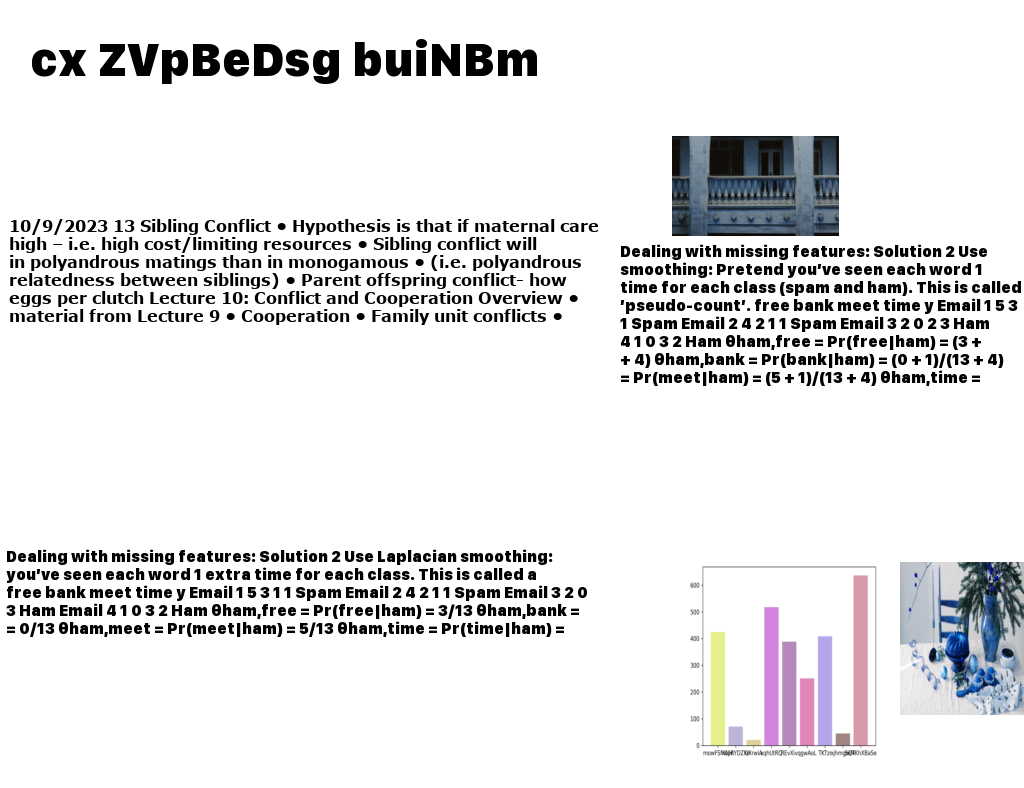 cx ZVpBeDsg buiNBm
10/9/2023 13 Sibling Conflict • Hypothesis is that if maternal care
high – i.e. high cost/limiting resources • Sibling conflict will
in polyandrous matings than in monogamous • (i.e. polyandrous
relatedness between siblings) • Parent offspring conflict- how
eggs per clutch Lecture 10: Conflict and Cooperation Overview •
material from Lecture 9 • Cooperation • Family unit conflicts •
Dealing with missing features: Solution 2 Use
smoothing: Pretend you've seen each word 1
time for each class (spam and ham). This is called
'pseudo-count'. free bank meet time y Email 1 5 3
1 Spam Email 2 4 2 1 1 Spam Email 3 2 0 2 3 Ham
4 1 0 3 2 Ham θham,free = Pr(free|ham) = (3 +
+ 4) θham,bank = Pr(bank|ham) = (0 + 1)/(13 + 4)
= Pr(meet|ham) = (5 + 1)/(13 + 4) θham,time =
Dealing with missing features: Solution 2 Use Laplacian smoothing:
you've seen each word 1 extra time for each class. This is called a
free bank meet time y Email 1 5 3 1 1 Spam Email 2 4 2 1 1 Spam Email 3 2 0
3 Ham Email 4 1 0 3 2 Ham θham,free = Pr(free|ham) = 3/13 θham,bank =
= 0/13 θham,meet = Pr(meet|ham) = 5/13 θham,time = Pr(time|ham) =
600
500
400
300
200
100
0